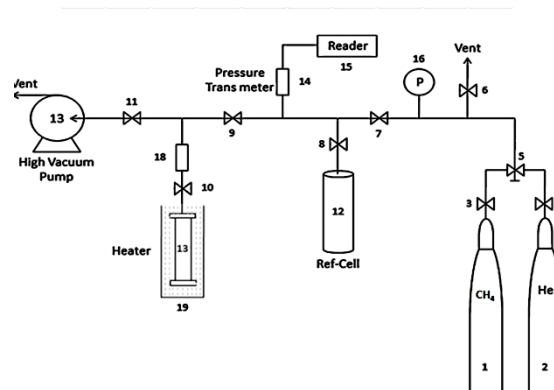 Reader
15
16
P
Vent
6
Pressure
Trans meter
14
Vent
11
13
9
7
High Vacuum
Pump
18
8
5
10
3
12
Heater
13
Ref-Cell
19
CH₄
He
1
2